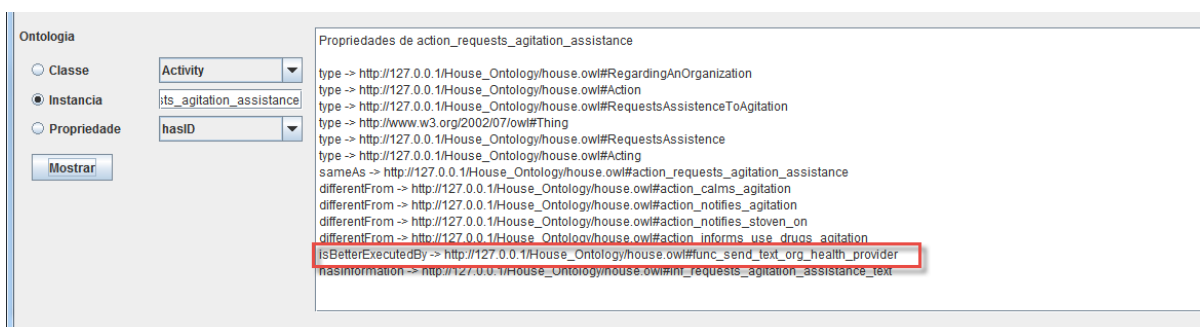 Ontologia
Classe
Activity
Instancia
sts_agitation_assistance
Propriedade
hasID
Mostrar
Propriedades de action_requests_agitation_assistance
type -> http://127.0.0.1/House_Ontology/house.owl#RegardingAnOrganization
type -> http://127.0.0.1/House_Ontology/house.owl#Action
type -> http://127.0.0.1/House_Ontology/house.owl#RequestsAssistenceToAgitation
type -> http://www.w3.org/2002/07/owl#Thing
type -> http://127.0.0.1/House_Ontology/house.owl#RequestsAssistence
type -> http://127.0.0.1/House_Ontology/house.owl#Acting
sameAs -> http://127.0.0.1/House_Ontology/house.owl#action_requests_agitation_assistance
differentFrom -> http://127.0.0.1/House_Ontology/house.owl#action_calms_agitation
differentFrom -> http://127.0.0.1/House_Ontology/house.owl#action_notifies_agitation
differentFrom -> http://127.0.0.1/House_Ontology/house.owl#action_notifies_stoven_on
differentFrom -> http://127.0.0.1/House_Ontology/house.owl#action_informs_use_drugs_agitation
isBetterExecutedBy -> http://127.0.0.1/House_Ontology/house.owl#func_send_text_org_health_provider
hasInformation -> http://127.0.0.1/House_Ontology/house.owl#inf_requests_agitation_assistance_text